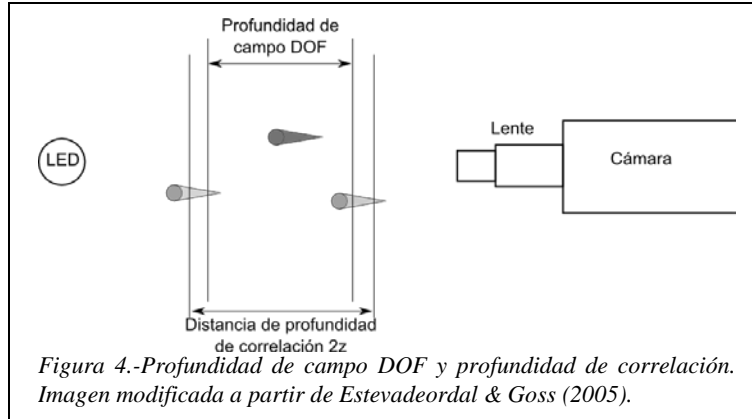 Profundidad de
campo DOF
LED
Lente
Cámara
Distancia de profundidad
de correlación 2z
Figura 4.-Profundidad de campo DOF y profundidad de correlación.
Imagen modificada a partir de Estevadeordal & Goss (2005).